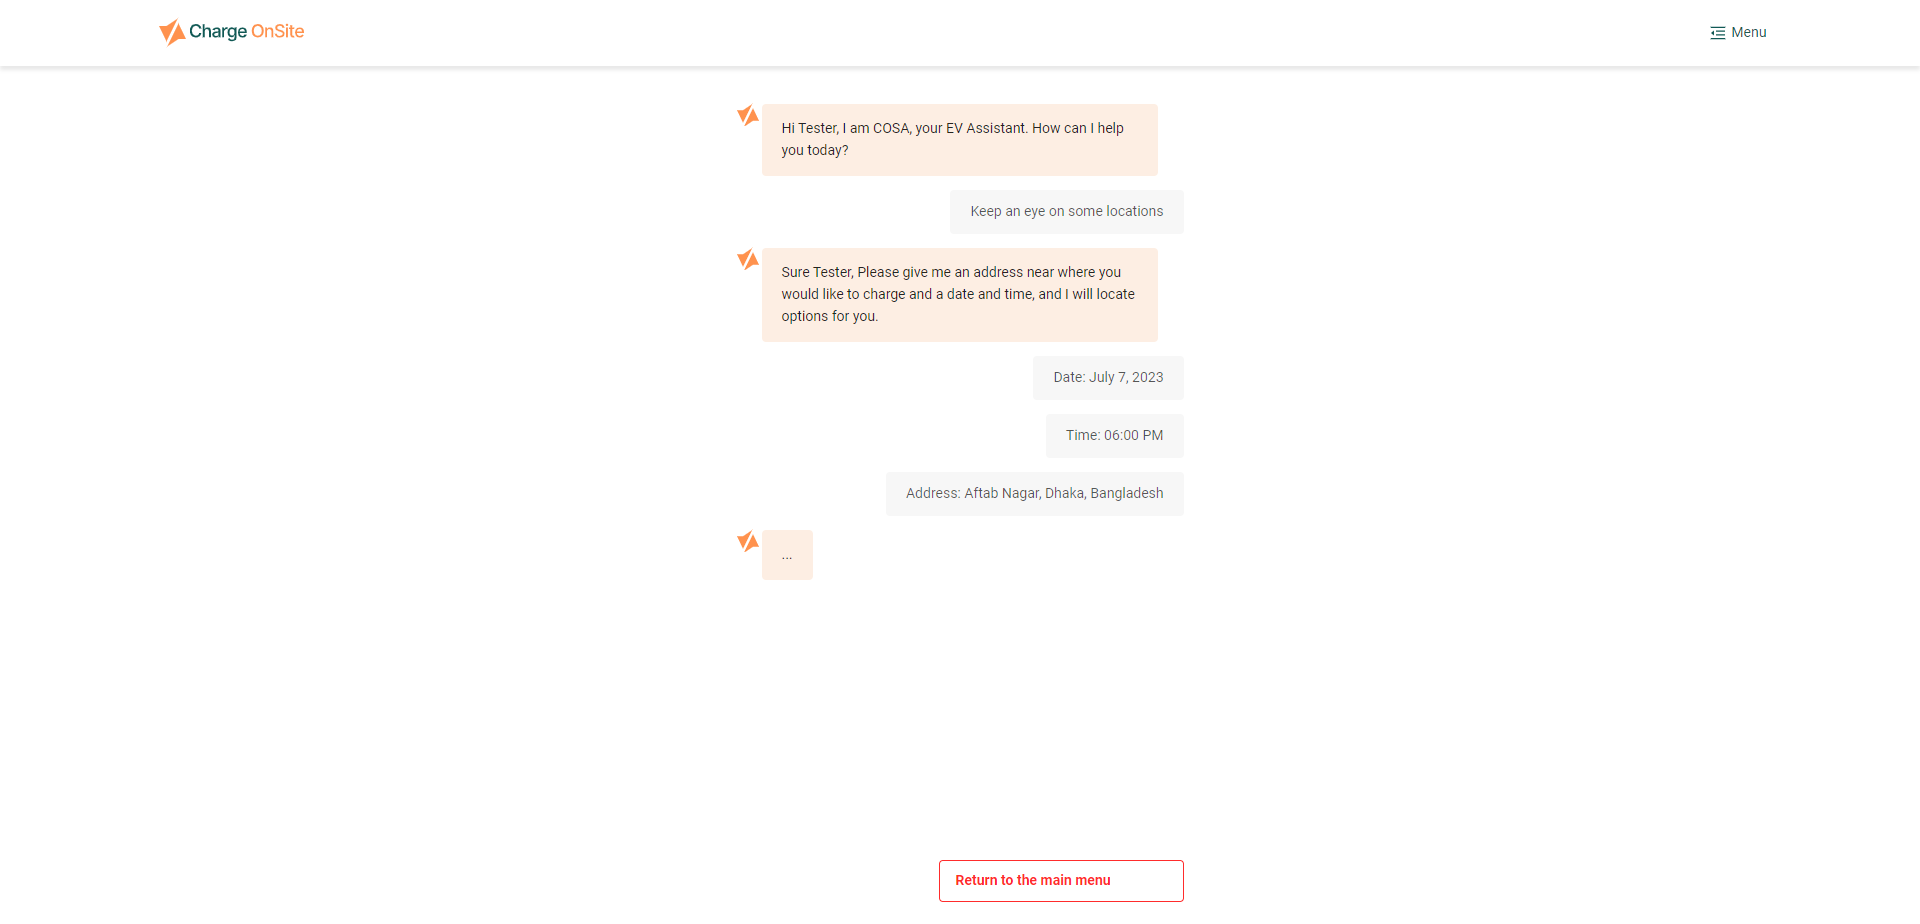 Charge OnSite
Menu
Hi Tester, I am COSA, your EV Assistant. How can I help
you today?
Keep an eye on some locations
Sure Tester, Please give me an address near where you
would like to charge and a date and time, and I will locate
options for you.
Date: July 7, 2023
Time: 06:00 PM
Address: Aftab Nagar, Dhaka, Bangladesh
...
Return to the main menu